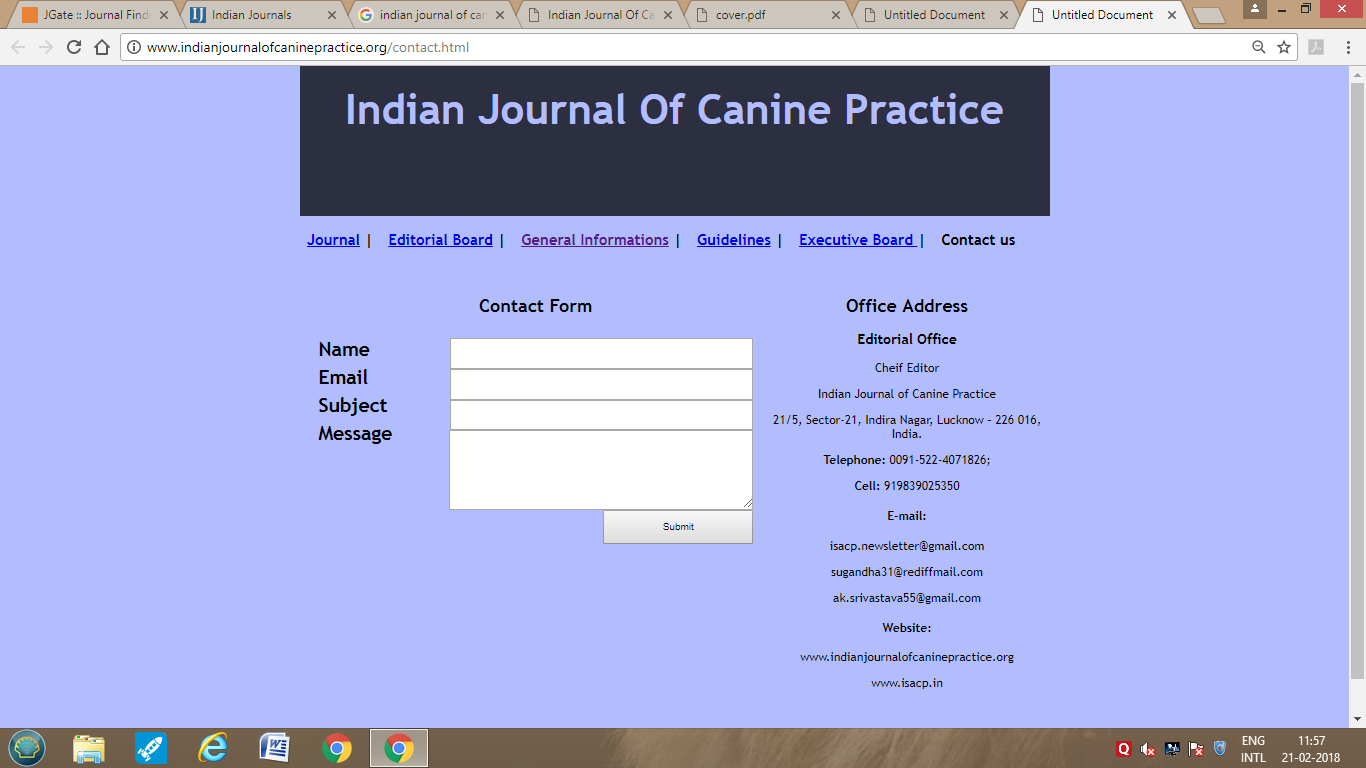 JGate :: Journal Find
Indian Journals
indian journal of can
Indian Journal Of Ca
cover.pdf
Untitled Document
Untitled Document
www.indianjournalofcaninepractice.org/contact.html
Indian Journal Of Canine Practice
Journal | Editorial Board | General Informations | Guidelines | Executive Board | Contact us
Contact Form
Name
Email
Subject
Message
Submit
Office Address
Editorial Office
Cheif Editor
Indian Journal of Canine Practice
21/5, Sector-21, Indira Nagar, Lucknow - 226 016,
India.
Telephone: 0091-522-4071826;
Cell: 919839025350
E-mail:
isacp.newsletter@gmail.com
sugandha31@rediffmail.com
ak.srivastava55@gmail.com
Website:
www.indianjournalofcaninepractice.org
www.isacp.in
ENG
INTL
11:57
21-02-2018